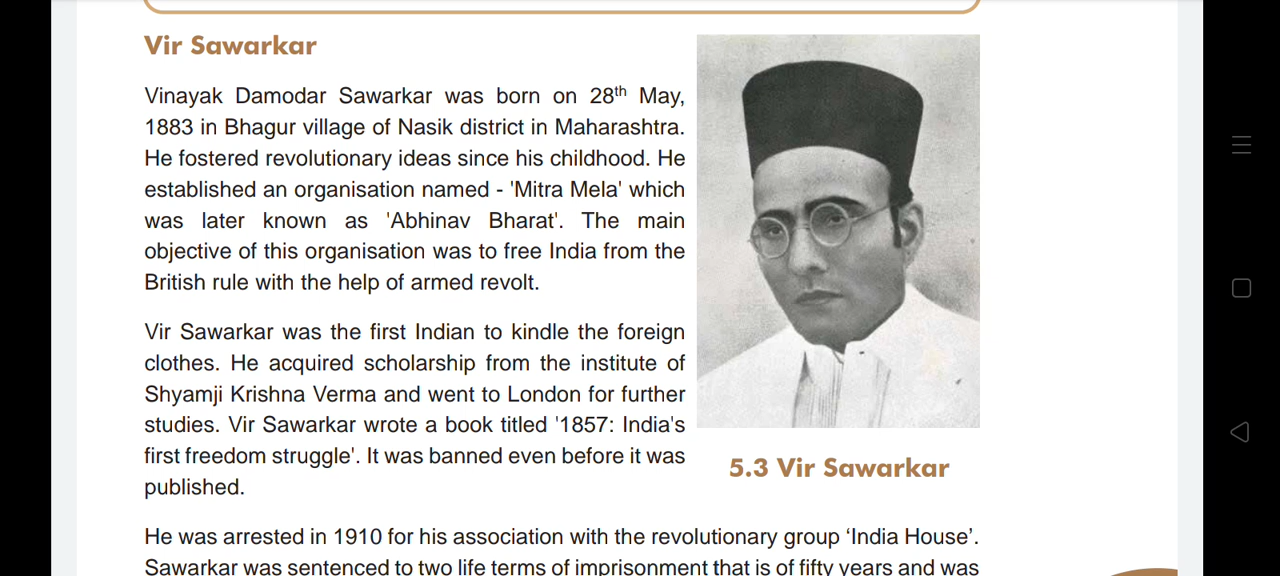 Vir Sawarkar
Vinayak Damodar Sawarkar was born on 28th May,
1883 in Bhagur village of Nasik district in Maharashtra.
He fostered revolutionary ideas since his childhood. He
established an organisation named - 'Mitra Mela' which
was later known as 'Abhinav Bharat'. The main
objective of this organisation was to free India from the
British rule with the help of armed revolt.
Vir Sawarkar was the first Indian to kindle the foreign
clothes. He acquired scholarship from the institute of
Shyamji Krishna Verma and went to London for further
studies. Vir Sawarkar wrote a book titled '1857: India's
first freedom struggle'. It was banned even before it was
published.
5.3 Vir Sawarkar
He was arrested in 1910 for his association with the revolutionary group ‘India House’.
Sawarkar was sentenced to two life terms of imprisonment that is of fifty years and was